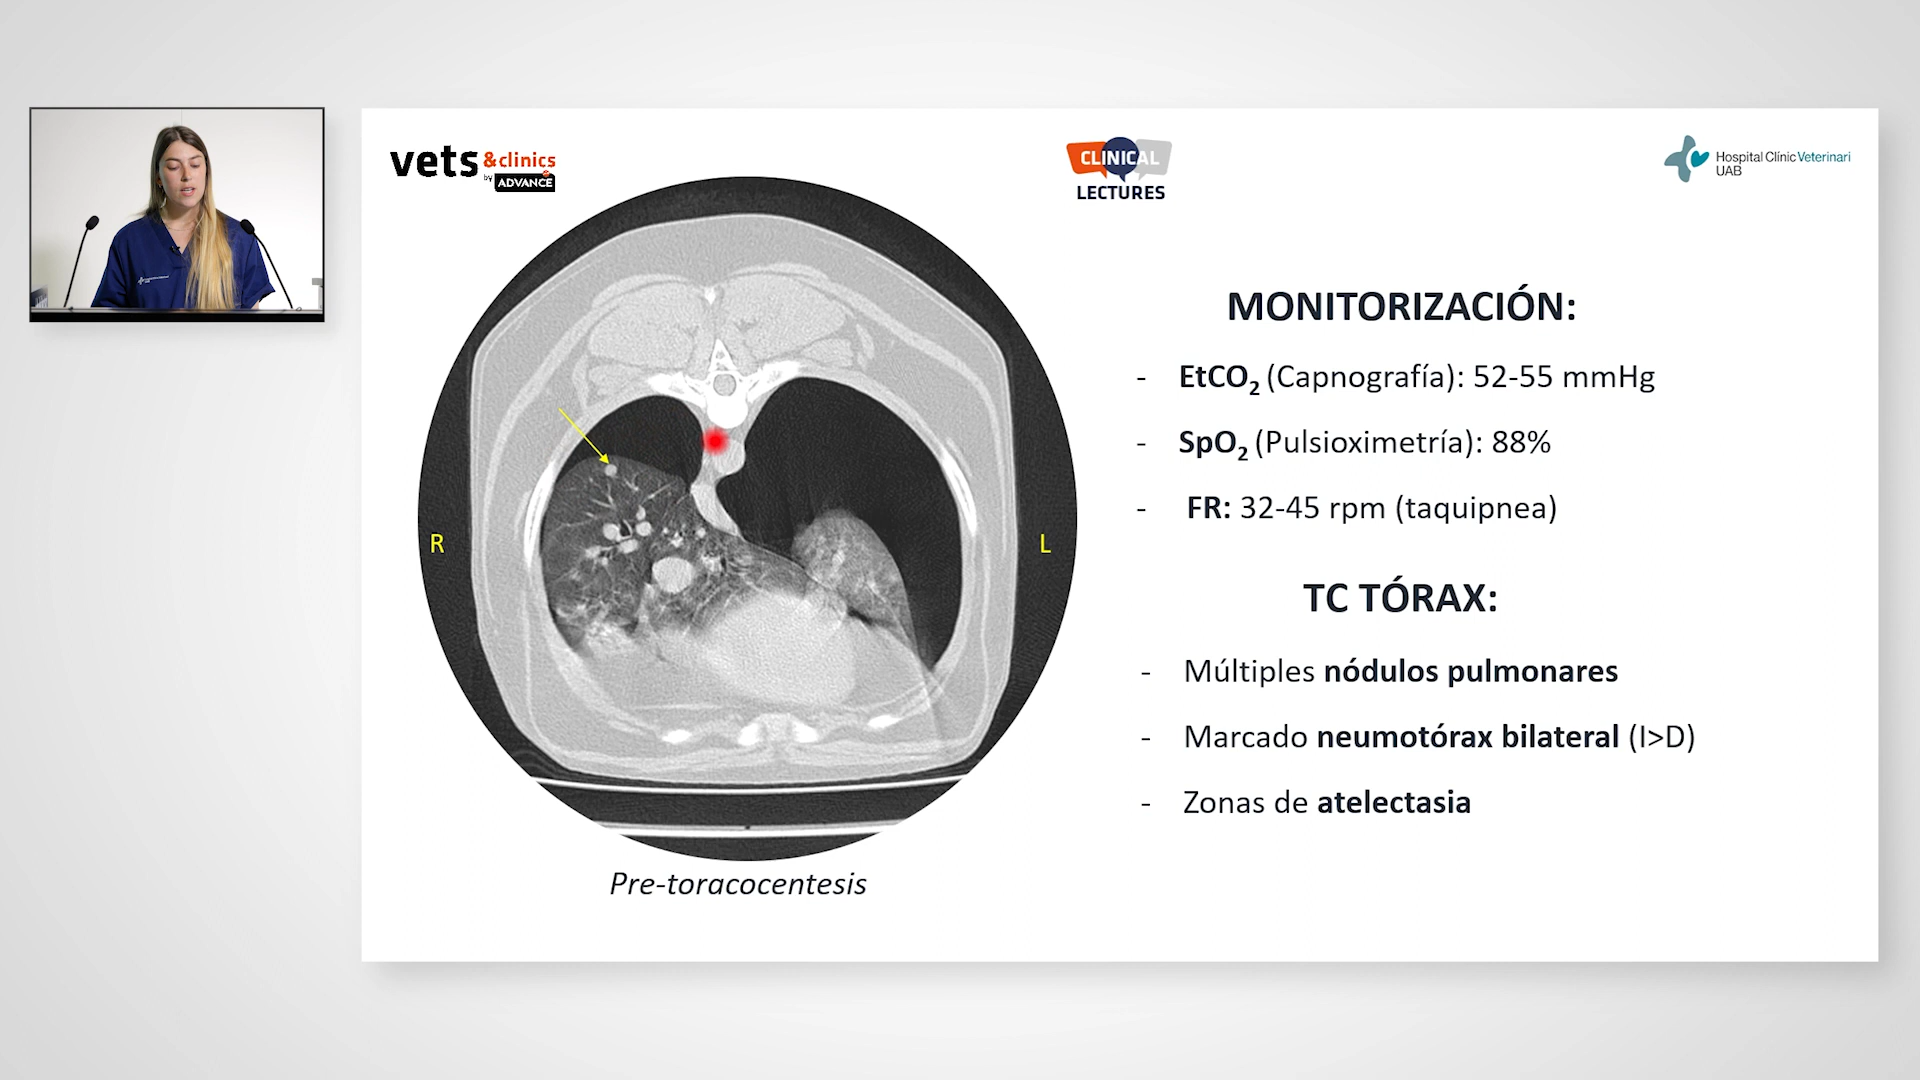 vets &clinics
by ADVANCE
CLINICAL
LECTURES
Hospital Clínic Veterinari
UAB
R
L
Pre-toracocentesis
MONITORIZACIÓN:
- EtCO₂ (Capnografía): 52-55 mmHg
- SpO₂ (Pulsioximetría): 88%
- FR: 32-45 rpm (taquipnea)
TC TÓRAX:
- Múltiples nódulos pulmonares
- Marcado neumotórax bilateral (I>D)
- Zonas de atelectasia